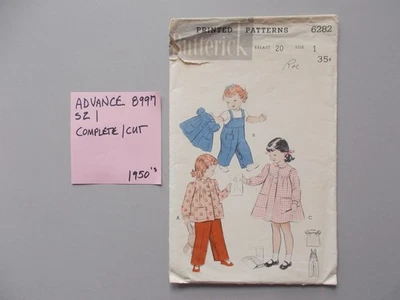 ADVANCE 8997
SZ 1
COMPLETE/CUT
1950's
PRINTED PATTERNS 6282
Butterick
BREAST 20 SIZE 1
35¢
A
B
C